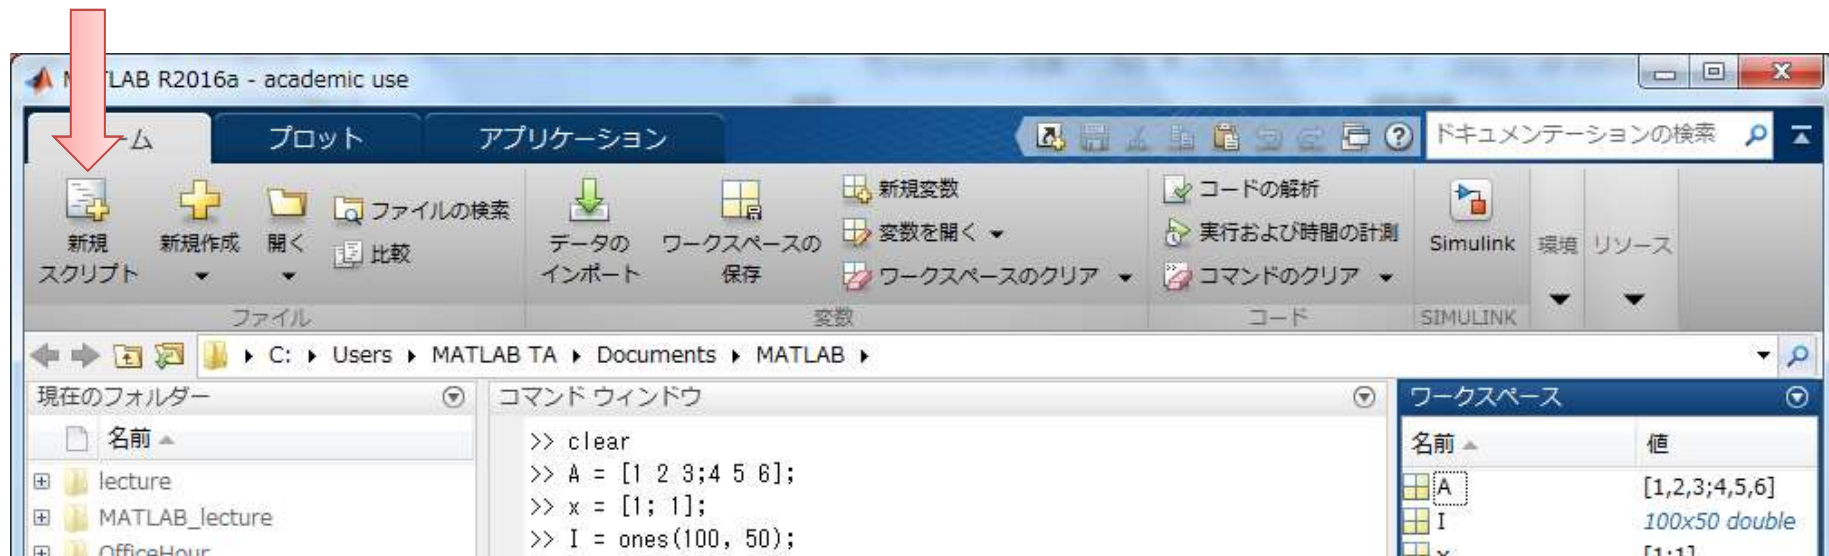 MATLAB R2016a - academic use
ホーム プロット アプリケーション ドキュメンテーションの検索
新規
スクリプト
新規作成
開く
ファイルの検索
比較
ファイル
データの
インポート
ワークスペースの
保存
新規変数
変数を開く
ワークスペースのクリア
変数
コードの解析
実行および時間の計測
コマンドのクリア
コード
Simulink
SIMULINK
環境
リソース
C: Users MATLAB TA Documents MATLAB
現在のフォルダー
名前
lecture
MATLAB_lecture
OfficeHour
コマンド ウィンドウ
>> clear
>> A = [1 2 3;4 5 6];
>> x = [1; 1];
>> I = ones(100, 50);
ワークスペース
名前 値
A [1,2,3;4,5,6]
I 100x50 double
x [1;1]